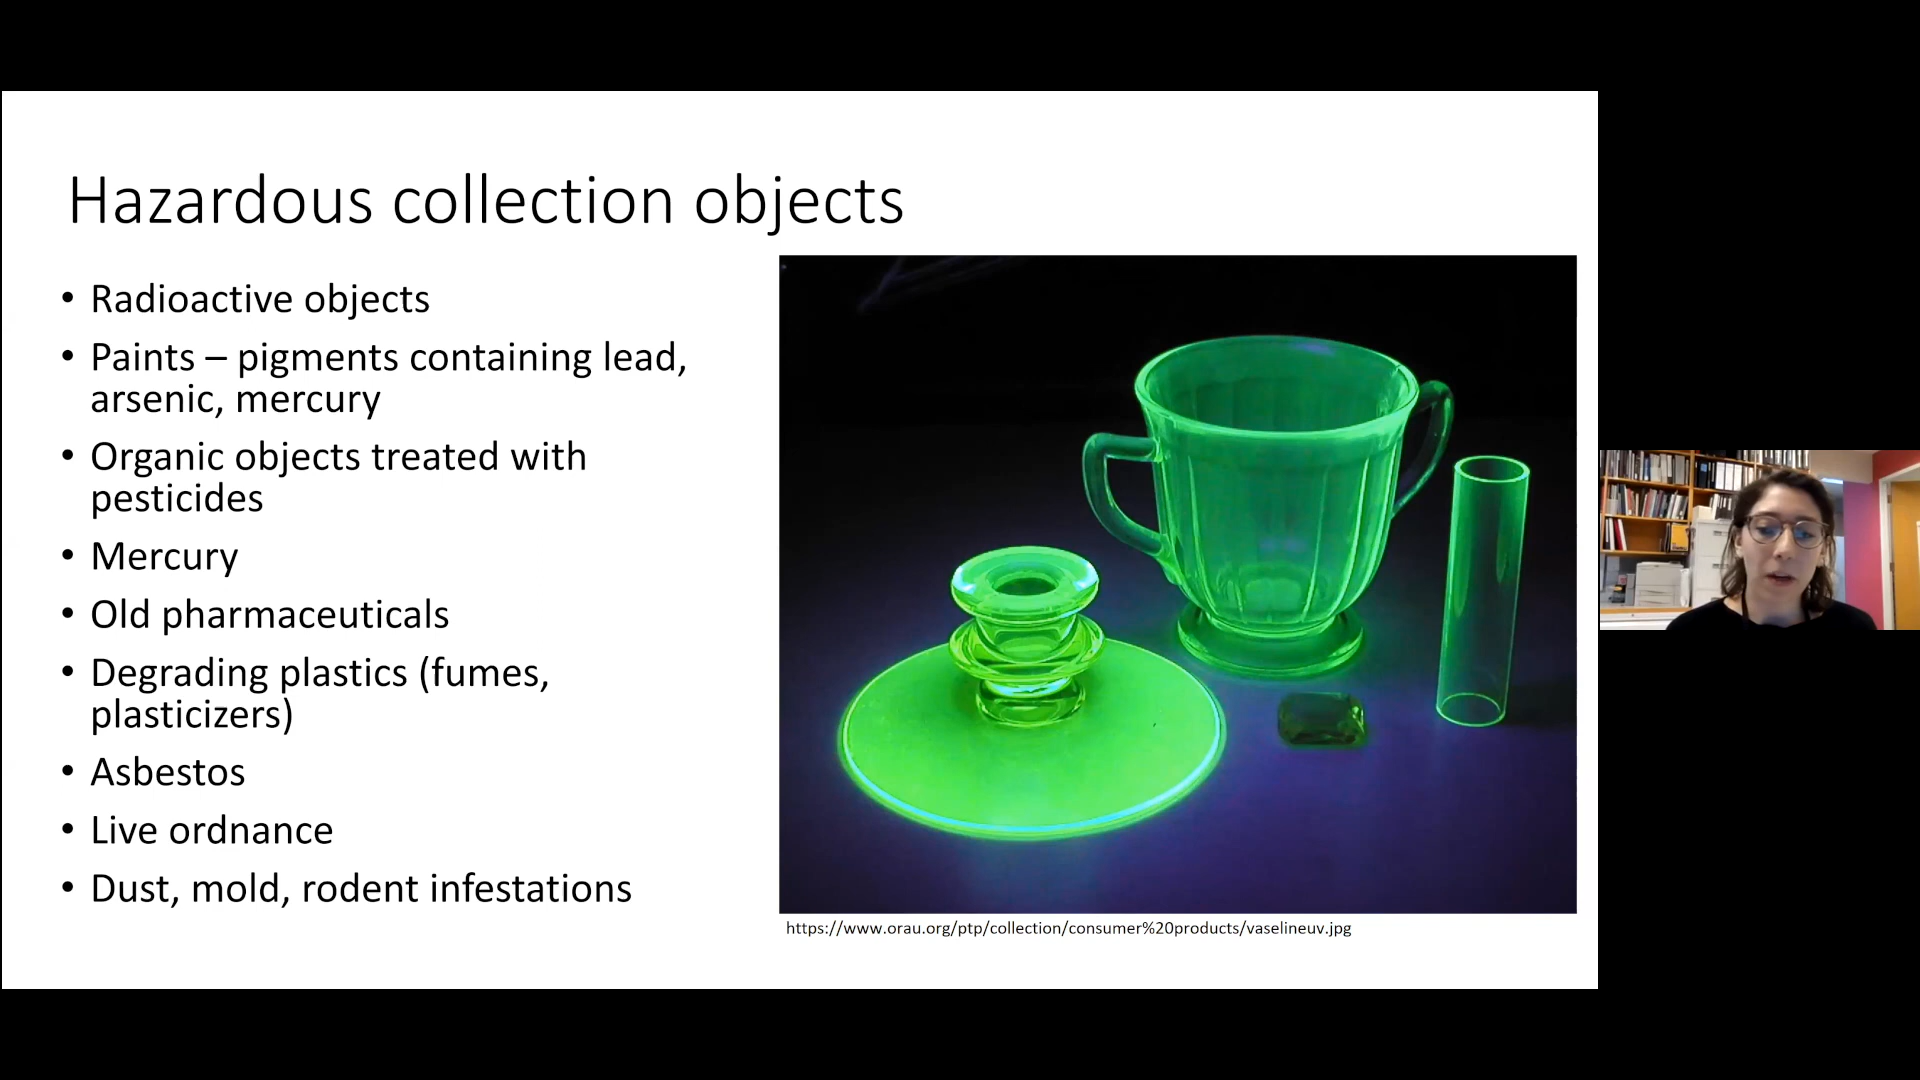 Hazardous collection objects
• Radioactive objects
• Paints – pigments containing lead,
arsenic, mercury
• Organic objects treated with
pesticides
• Mercury
• Old pharmaceuticals
• Degrading plastics (fumes,
plasticizers)
• Asbestos
• Live ordnance
• Dust, mold, rodent infestations
https://www.orau.org/ptp/collection/consumer%20products/vaselineuv.jpg